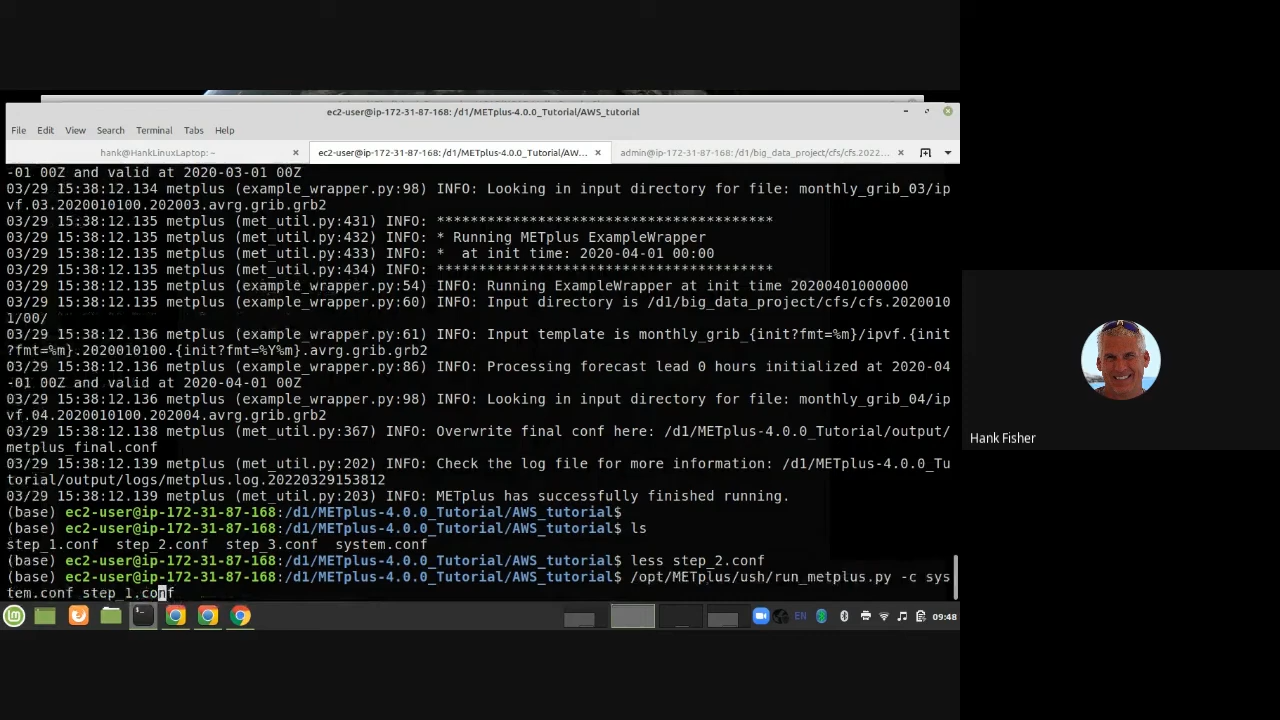 ec2-user@ip-172-31-87-168: /d1/METplus-4.0.0_Tutorial/AWS_tutorial
File Edit View Search Terminal Tabs Help
hank@HankLinuxLaptop: ~ ec2-user@ip-172-31-87-168: /d1/METplus-4.0.0_Tutorial/AW... admin@ip-172-31-87-168: /d1/big_data_project/cfs/cfs.2022...
-01 00Z and valid at 2020-03-01 00Z
03/29 15:38:12.134 metplus (example_wrapper.py:98) INFO: Looking in input directory for file: monthly_grib_03/ip
vf.03.2020010100.202003.avrg.grib.grb2
03/29 15:38:12.135 metplus (met_util.py:431) INFO: ****************************************
03/29 15:38:12.135 metplus (met_util.py:432) INFO: * Running METplus ExampleWrapper
03/29 15:38:12.135 metplus (met_util.py:433) INFO: *  at init time: 2020-04-01 00:00
03/29 15:38:12.135 metplus (met_util.py:434) INFO: ****************************************
03/29 15:38:12.135 metplus (example_wrapper.py:54) INFO: Running ExampleWrapper at init time 20200401000000
03/29 15:38:12.135 metplus (example_wrapper.py:60) INFO: Input directory is /d1/big_data_project/cfs/cfs.2020010
1/00/
03/29 15:38:12.136 metplus (example_wrapper.py:61) INFO: Input template is monthly_grib_{init?fmt=%m}/ipvf.{init
?fmt=%m}.2020010100.{init?fmt=%Y%m}.avrg.grib.grb2
03/29 15:38:12.136 metplus (example_wrapper.py:86) INFO: Processing forecast lead 0 hours initialized at 2020-04
-01 00Z and valid at 2020-04-01 00Z
03/29 15:38:12.136 metplus (example_wrapper.py:98) INFO: Looking in input directory for file: monthly_grib_04/ip
vf.04.2020010100.202004.avrg.grib.grb2
03/29 15:38:12.138 metplus (met_util.py:367) INFO: Overwrite final conf here: /d1/METplus-4.0.0_Tutorial/output/
metplus_final.conf
03/29 15:38:12.139 metplus (met_util.py:202) INFO: Check the log file for more information: /d1/METplus-4.0.0_Tu
torial/output/logs/metplus.log.20220329153812
03/29 15:38:12.139 metplus (met_util.py:203) INFO: METplus has successfully finished running.
(base) ec2-user@ip-172-31-87-168:/d1/METplus-4.0.0_Tutorial/AWS_tutorial$
(base) ec2-user@ip-172-31-87-168:/d1/METplus-4.0.0_Tutorial/AWS_tutorial$ ls
step_1.conf  step_2.conf  step_3.conf  system.conf
(base) ec2-user@ip-172-31-87-168:/d1/METplus-4.0.0_Tutorial/AWS_tutorial$ less step_2.conf
(base) ec2-user@ip-172-31-87-168:/d1/METplus-4.0.0_Tutorial/AWS_tutorial$ /opt/METplus/ush/run_metplus.py -c sys
tem.conf step_1.conf
EN 09:48
Hank Fisher